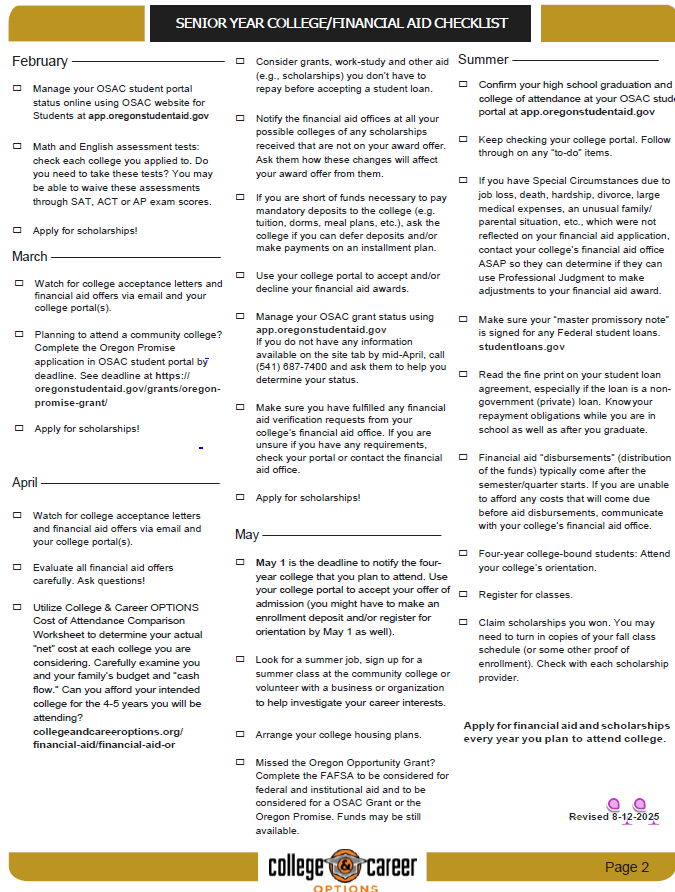 SENIOR YEAR COLLEGE/FINANCIAL AID CHECKLIST
February
Manage your OSAC student portal
status online using OSAC website for
Students at app.oregonstudentaid.gov
Math and English assessment tests:
check each college you applied to. Do
you need to take these tests? You may
be able to waive these assessments
through SAT, ACT or AP exam scores.
Apply for scholarships!
March
Watch for college acceptance letters and
financial aid offers via email and your
college portal(s).
Planning to attend a community college?
Complete the Oregon Promise
application in OSAC student portal by
deadline. See deadline at https://
oregonstudentaid.gov/grants/oregon-
promise-grant/
Apply for scholarships!
April
Watch for college acceptance letters
and financial aid offers via email and
your college portal(s).
Evaluate all financial aid offers
carefully. Ask questions!
Utilize College & Career OPTIONS
Cost of Attendance Comparison
Worksheet to determine your actual
"net" cost at each college you are
considering. Carefully examine you
and your family's budget and "cash
flow." Can you afford your intended
college for the 4-5 years you will be
attending?
collegeandcareeroptions.org/
financial-aid/financial-aid-or
Consider grants, work-study and other aid
(e.g., scholarships) you don't have to
repay before accepting a student loan.
Notify the financial aid offices at all your
possible colleges of any scholarships
received that are not on your award offer.
Ask them how these changes will affect
your award offer from them.
If you are short of funds necessary to pay
mandatory deposits to the college (e.g.
tuition, dorms, meal plans, etc.), ask the
college if you can defer deposits and/or
make payments on an installment plan.
Use your college portal to accept and/or
decline your financial aid awards.
Manage your OSAC grant status using
app.oregonstudentaid.gov
If you do not have any information
available on the site tab by mid-April, call
(541) 687-7400 and ask them to help you
determine your status.
Make sure you have fulfilled any financial
aid verification requests from your
college's financial aid office. If you are
unsure if you have any requirements,
check your portal or contact the financial
aid office.
Apply for scholarships!
May
May 1 is the deadline to notify the four-
year college that you plan to attend. Use
your college portal to accept your offer of
admission (you might have to make an
enrollment deposit and/or register for
orientation by May 1 as well).
Look for a summer job, sign up for a
summer class at the community college or
volunteer with a business or organization
to help investigate your career interests.
Arrange your college housing plans.
Missed the Oregon Opportunity Grant?
Complete the FAFSA to be considered for
federal and institutional aid and to be
considered for a OSAC Grant or the
Oregon Promise. Funds may be still
available.
Summer
Confirm your high school graduation and
college of attendance at your OSAC stud
portal at app.oregonstudentaid.gov
Keep checking your college portal. Follow
through on any "to-do" items.
If you have Special Circumstances due to
job loss, death, hardship, divorce, large
medical expenses, an unusual family/
parental situation, etc., which were not
reflected on your financial aid application,
contact your college's financial aid office
ASAP so they can determine if they can
use Professional Judgment to make
adjustments to your financial aid award.
Make sure your "master promissory note"
is signed for any Federal student loans.
studentloans.gov
Read the fine print on your student loan
agreement, especially if the loan is a non-
government (private) loan. Know your
repayment obligations while you are in
school as well as after you graduate.
Financial aid "disbursements" (distribution
of the funds) typically come after the
semester/quarter starts. If you are unable
to afford any costs that will come due
before aid disbursements, communicate
with your college's financial aid office.
Four-year college-bound students: Attend
your college's orientation.
Register for classes.
Claim scholarships you won. You may
need to turn in copies of your fall class
schedule (or some other proof of
enrollment). Check with each scholarship
provider.
Apply for financial aid and scholarships
every year you plan to attend college.
Revised 8-12-2025
college & career
OPTIONS
Page 2